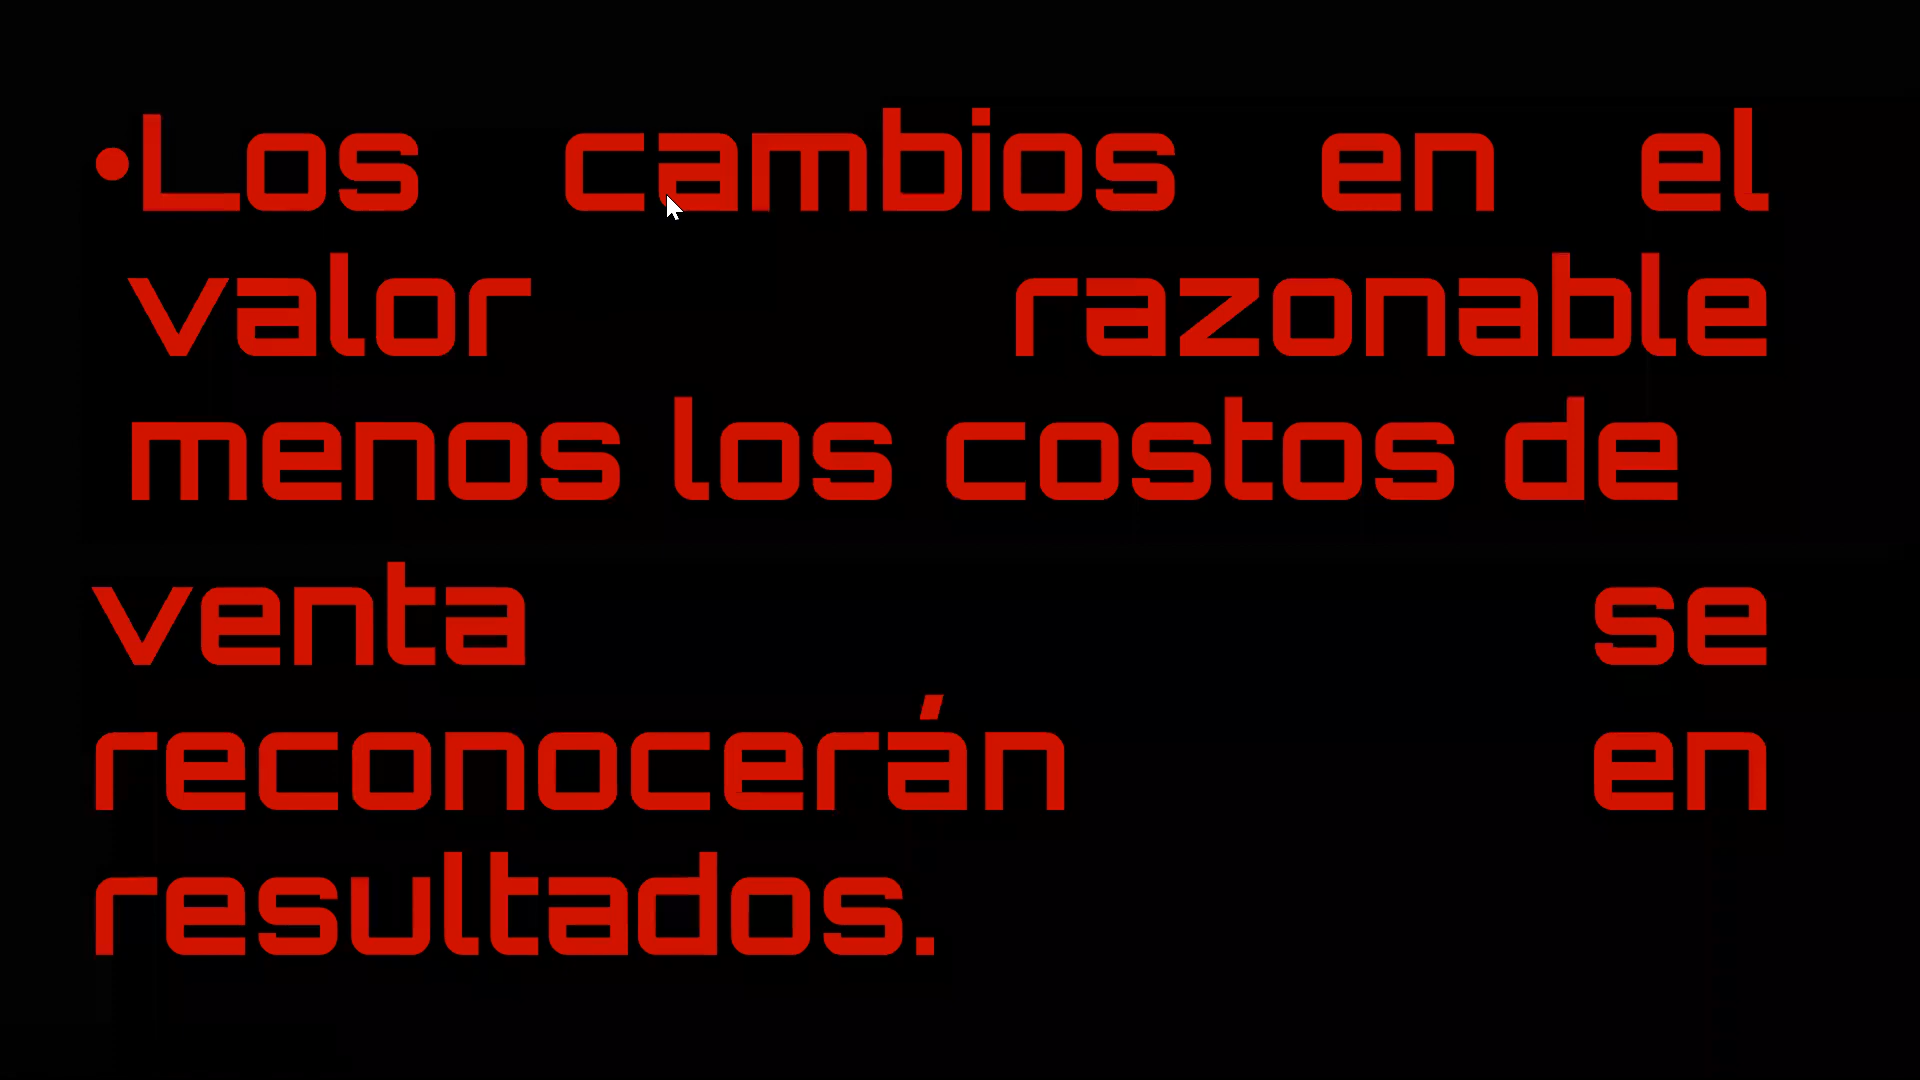 •Los cambios en el
valor razonable
menos los costos de
venta se
reconocerán en
resultados.